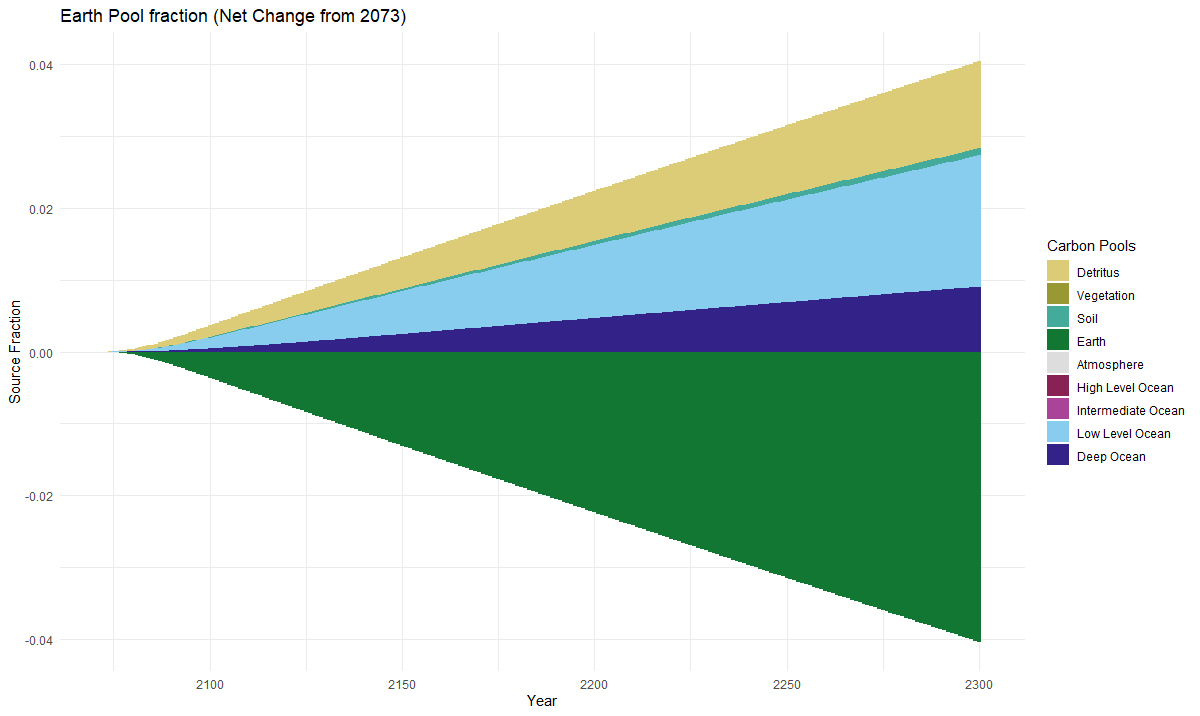 Earth Pool fraction (Net Change from 2073)
Source Fraction
0.04
0.02
0.00
-0.02
-0.04
2100
2150
2200
2250
2300
Year
Carbon Pools
Detritus
Vegetation
Soil
Earth
Atmosphere
High Level Ocean
Intermediate Ocean
Low Level Ocean
Deep Ocean